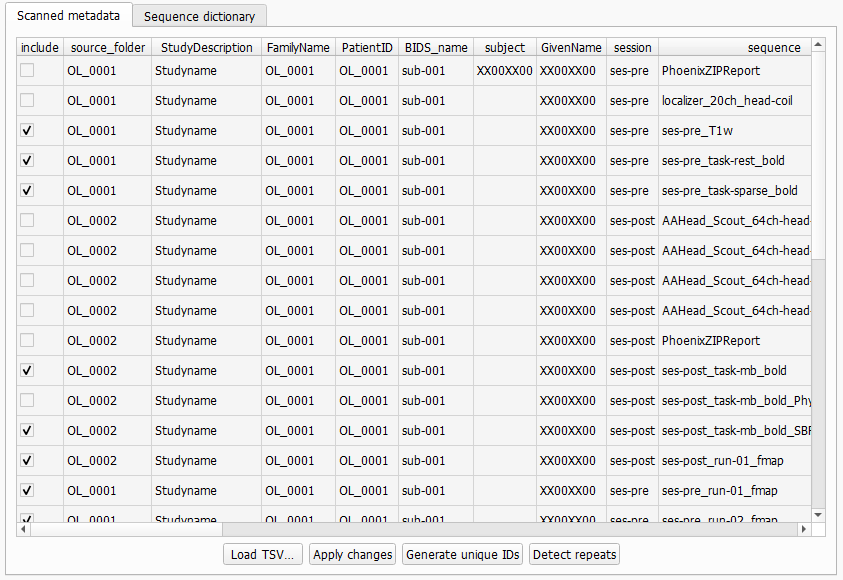 Scanned metadata Sequence dictionary
include source_folder StudyDescription FamilyName PatientID BIDS_name subject GivenName session sequence
OL_0001 Studyname OL_0001 OL_0001 sub-001 XX00XX00 XX00XX00 ses-pre PhoenixZIPReport
OL_0001 Studyname OL_0001 OL_0001 sub-001 XX00XX00 ses-pre localizer_20ch_head-coil
OL_0001 Studyname OL_0001 OL_0001 sub-001 XX00XX00 ses-pre ses-pre_T1w
OL_0001 Studyname OL_0001 OL_0001 sub-001 XX00XX00 ses-pre ses-pre_task-rest_bold
OL_0001 Studyname OL_0001 OL_0001 sub-001 XX00XX00 ses-pre ses-pre_task-sparse_bold
OL_0002 Studyname OL_0001 OL_0001 sub-001 XX00XX00 ses-post AAHead_Scout_64ch-head-
OL_0002 Studyname OL_0001 OL_0001 sub-001 XX00XX00 ses-post AAHead_Scout_64ch-head-
OL_0002 Studyname OL_0001 OL_0001 sub-001 XX00XX00 ses-post AAHead_Scout_64ch-head-
OL_0002 Studyname OL_0001 OL_0001 sub-001 XX00XX00 ses-post AAHead_Scout_64ch-head-
OL_0002 Studyname OL_0001 OL_0001 sub-001 XX00XX00 ses-post PhoenixZIPReport
OL_0002 Studyname OL_0001 OL_0001 sub-001 XX00XX00 ses-post ses-post_task-mb_bold
OL_0002 Studyname OL_0001 OL_0001 sub-001 XX00XX00 ses-post ses-post_task-mb_bold_Phy
OL_0002 Studyname OL_0001 OL_0001 sub-001 XX00XX00 ses-post ses-post_task-mb_bold_SBF
OL_0002 Studyname OL_0001 OL_0001 sub-001 XX00XX00 ses-post ses-post_run-01_fmap
OL_0001 Studyname OL_0001 OL_0001 sub-001 XX00XX00 ses-pre ses-pre_run-01_fmap
OL_0001 Studyname OL_0001 OL_0001 sub-001 XX00XX00 ses-pre ses-pre_run-02_fmap
Load TSV... Apply changes Generate unique IDs Detect repeats